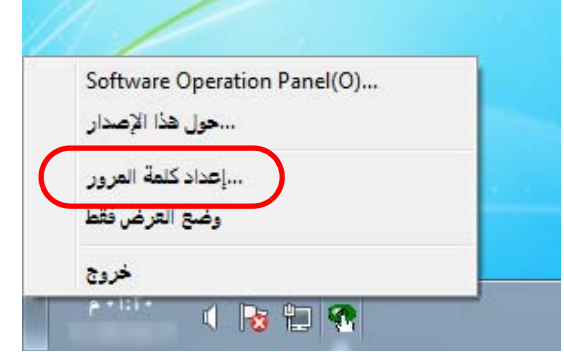 Software Operation Panel(O)...
حول هذا الإصدار...
إعداد كلمة المرور...
وضع العرض فقط
خروج